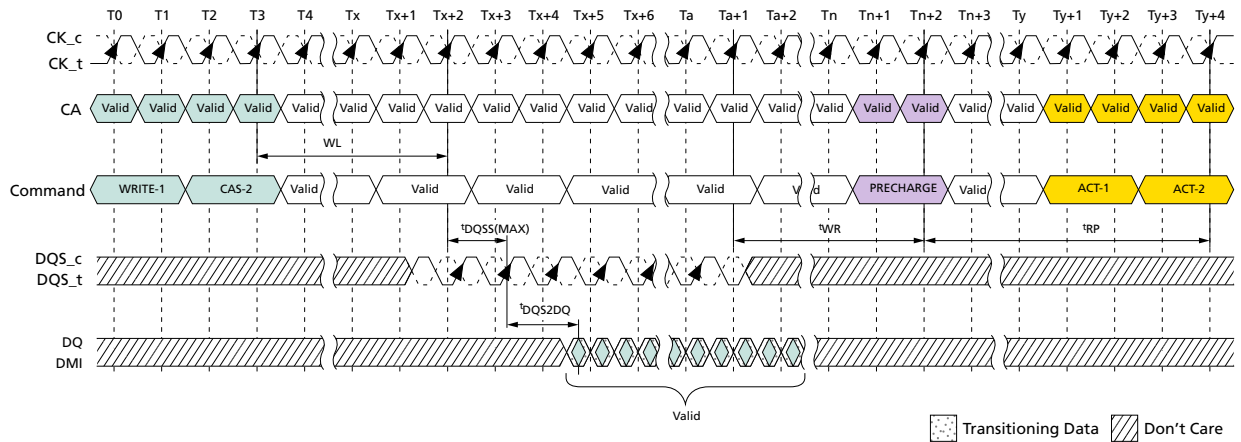 T0 T1 T2 T3 T4 Tx Tx+1 Tx+2 Tx+3 Tx+4 Tx+5 Tx+6 Ta Ta+1 Ta+2 Tn Tn+1 Tn+2 Tn+3 Ty Ty+1 Ty+2 Ty+3 Ty+4
CK_c
CK_t
CA Valid Valid Valid Valid Valid Valid Valid Valid Valid Valid Valid Valid Valid Valid Valid Valid Valid Valid Valid Valid Valid Valid Valid Valid
WL
Command WRITE-1 CAS-2 Valid Valid Valid Valid Valid Valid PRECHARGE Valid ACT-1 ACT-2
tDQSS(MAX) tWR tRP
DQS_c
DQS_t
tDQS2DQ
DQ
DMI
Valid
Transitioning Data Don't Care